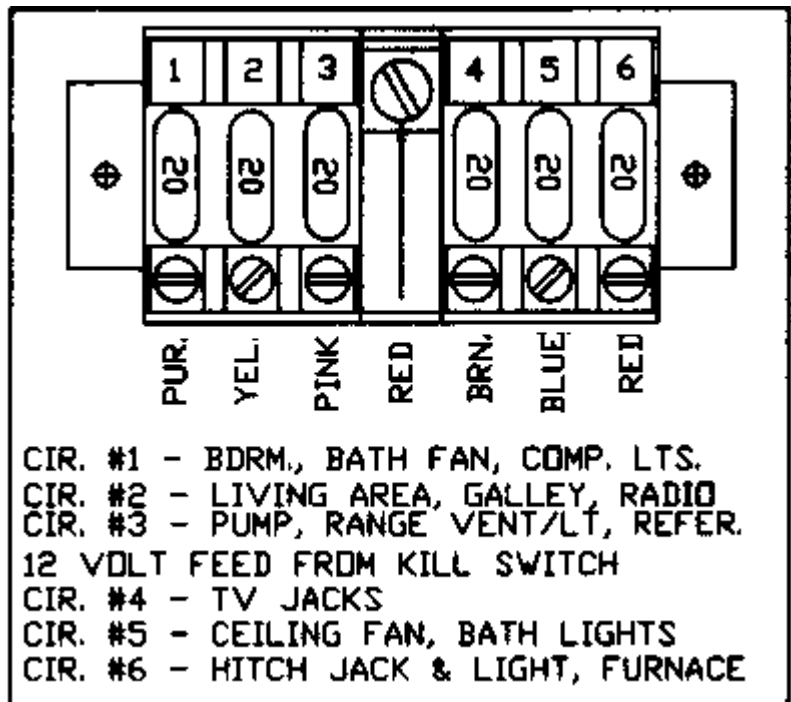 1 2 3 4 5 6
20 20 20 20 20 20
PUR. YEL. PINK RED BRN. BLUE RED
CIR. #1 - BDRM., BATH FAN, COMP. LTS.
CIR. #2 - LIVING AREA, GALLEY, RADIO
CIR. #3 - PUMP, RANGE VENT/LT, REFER.
12 VOLT FEED FROM KILL SWITCH
CIR. #4 - TV JACKS
CIR. #5 - CEILING FAN, BATH LIGHTS
CIR. #6 - HITCH JACK & LIGHT, FURNACE